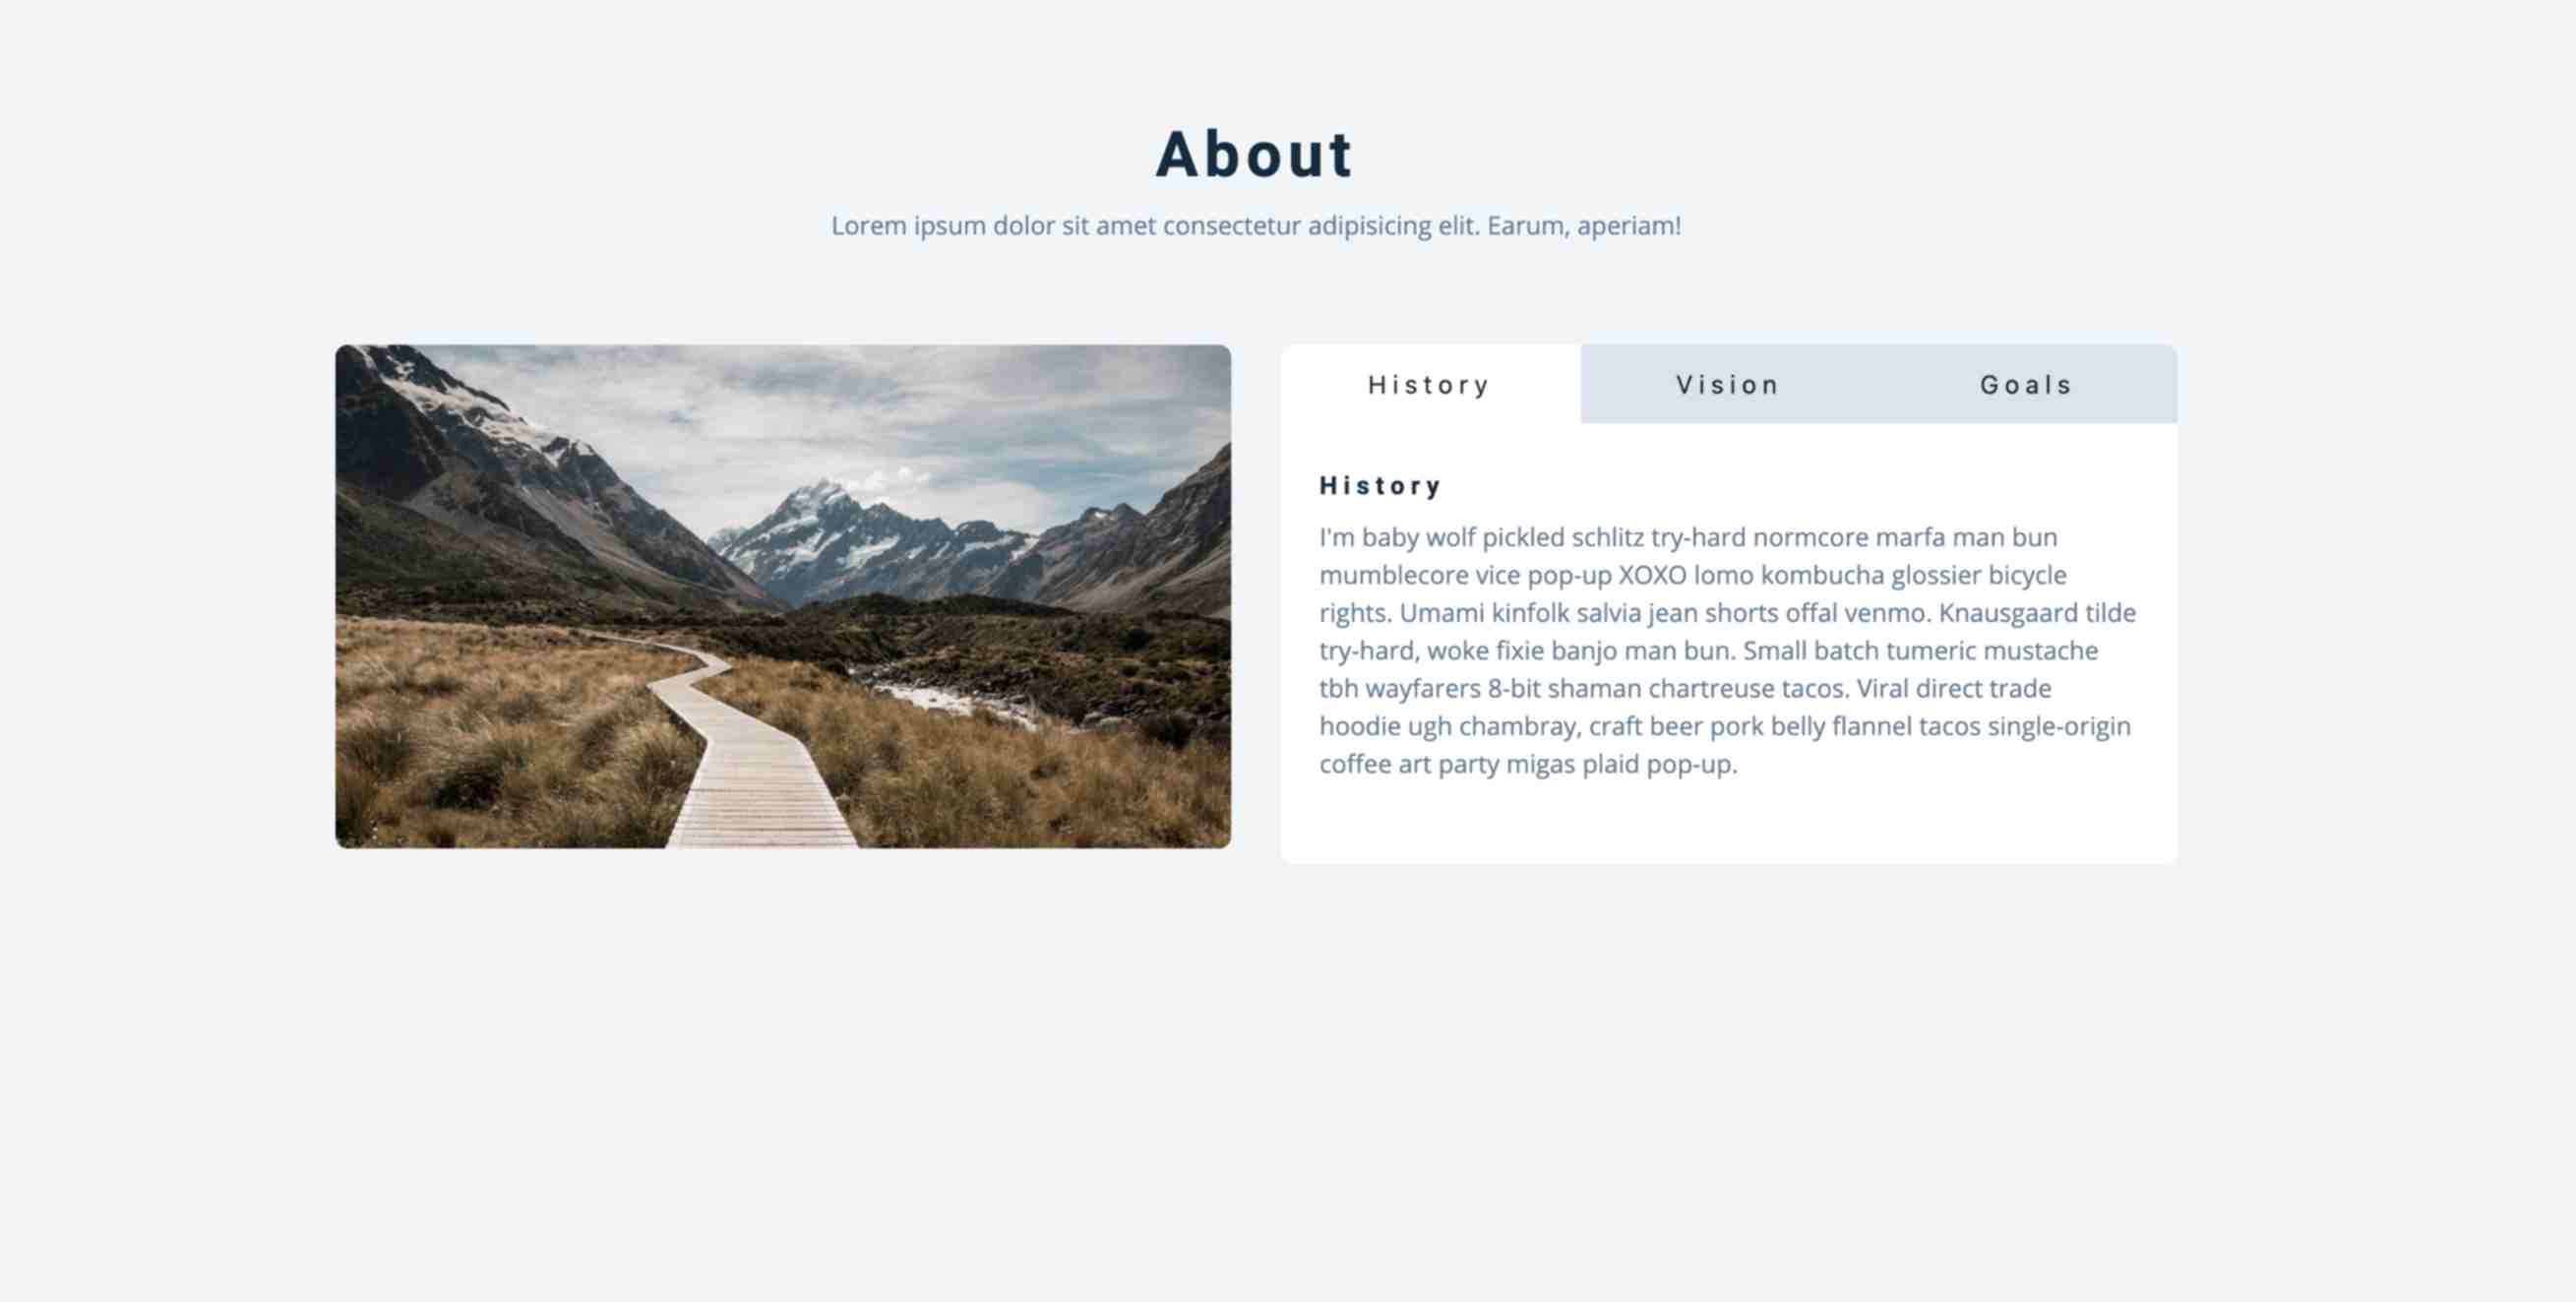 About
Lorem ipsum dolor sit amet consectetur adipisicing elit. Earum, aperiam!
History
Vision
Goals
History
I'm baby wolf pickled schlitz try-hard normcore marfa man bun
mumblecore vice pop-up XOXO lomo kombucha glossier bicycle
rights. Umami kinfolk salvia jean shorts offal venmo. Knausgaard tilde
try-hard, woke fixie banjo man bun. Small batch tumeric mustache
tbh wayfarers 8-bit shaman chartreuse tacos. Viral direct trade
hoodie ugh chambray, craft beer pork belly flannel tacos single-origin
coffee art party migas plaid pop-up.